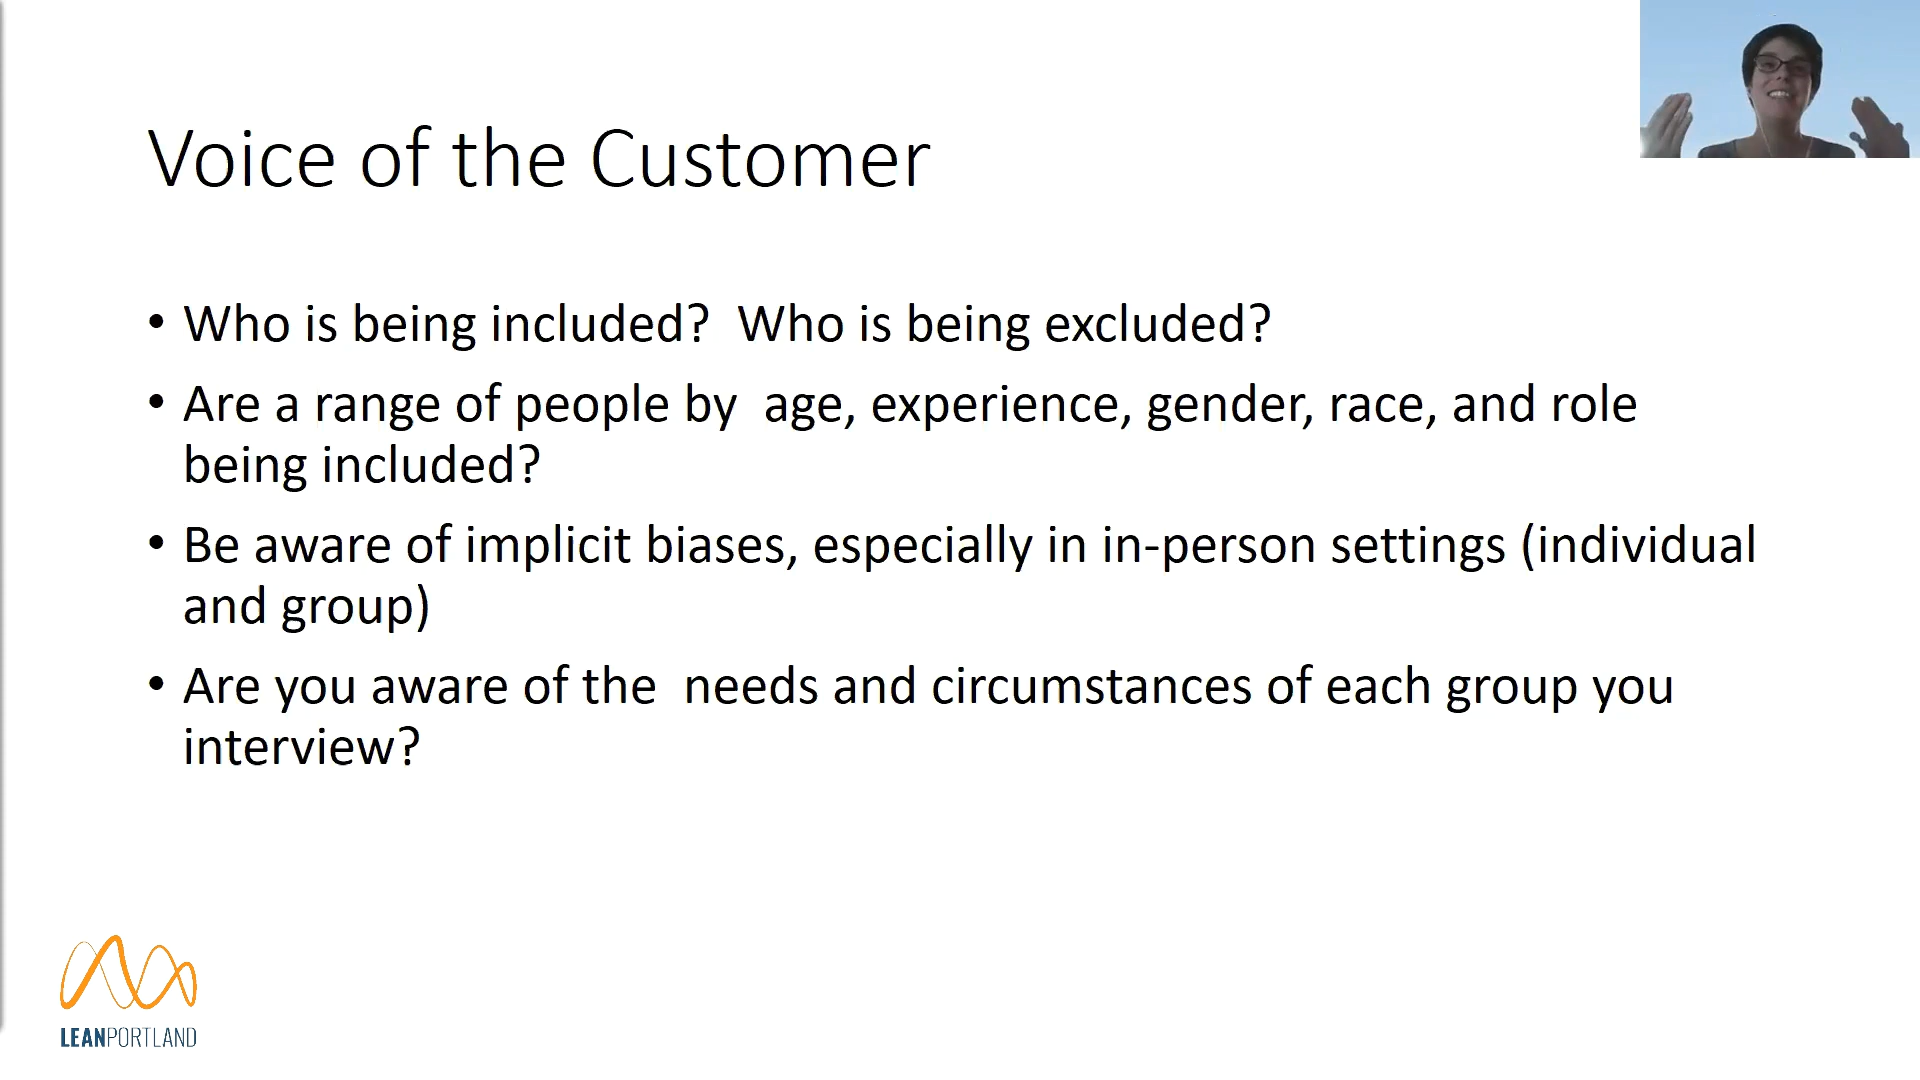 Voice of the Customer
• Who is being included?  Who is being excluded?
• Are a range of people by  age, experience, gender, race, and role
being included?
• Be aware of implicit biases, especially in in-person settings (individual
and group)
• Are you aware of the  needs and circumstances of each group you
interview?
LEANPORTLAND